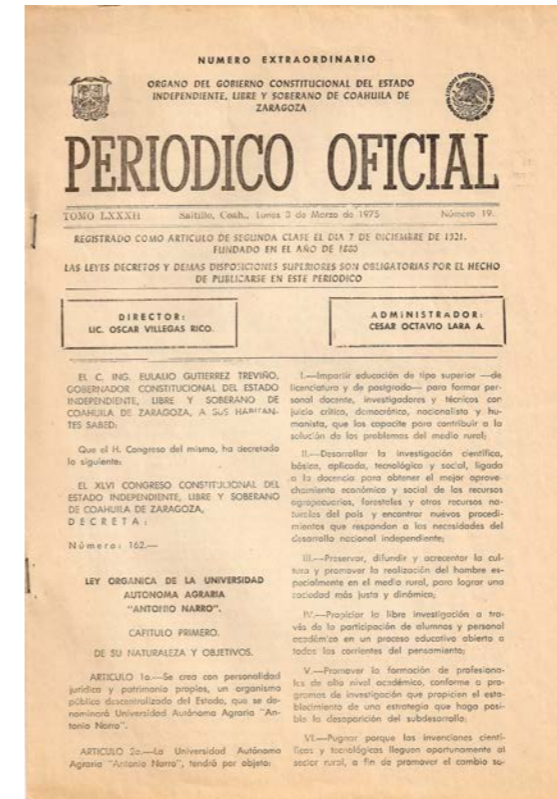 NUMERO EXTRAORDINARIO
ORGANO DEL GOBIERNO CONSTITUCIONAL DEL ESTADO
INDEPENDIENTE, LIBRE Y SOBERANO DE COAHUILA DE
ZARAGOZA
PERIODICO OFICIAL
TOMO LXXXII Saltillo, Coah., Lunes 3 de Marzo de 1975 Número 19.
REGISTRADO COMO ARTICULO DE SEGUNDA CLASE EL DIA 7 DE DICIEMBRE DE 1921.
FUNDADO EN EL AÑO DE 1860
LAS LEYES DECRETOS Y DEMAS DISPOSICIONES SUPERIORES SON OBLIGATORIAS POR EL HECHO
DE PUBLICARSE EN ESTE PERIODICO
DIRECTOR:
LIC. OSCAR VILLEGAS RICO.
ADMINISTRADOR:
CESAR OCTAVIO LARA A.
EL C. ING. EULALIO GUTIERREZ TREVIÑO,
GOBERNADOR CONSTITUCIONAL DEL ESTADO
INDEPENDIENTE, LIBRE Y SOBERANO DE
COAHUILA DE ZARAGOZA, A SUS HABITAN-
TES SABED:
Que el H. Congreso del mismo, ha decretado
lo siguiente:
EL XLVI CONGRESO CONSTITUCIONAL DEL
ESTADO INDEPENDIENTE, LIBRE Y SOBERANO
DE COAHUILA DE ZARAGOZA,
D E C R E T A :
Número: 162.—
LEY ORGANICA DE LA UNIVERSIDAD
AUTONOMA AGRARIA
"ANTONIO NARRO".
CAPITULO PRIMERO.
DE SU NATURALEZA Y OBJETIVOS.
ARTICULO 1o.—Se crea con personalidad
jurídica y patrimonio propios, un organismo
público descentralizado del Estado, que se de-
nominará Universidad Autónoma Agraria "An-
tonio Narro".
ARTICULO 2o.—La Universidad Autónoma
Agraria "Antonio Narro", tendrá por objeto:
I.—Impartir educación de tipo superior —de
licenciatura y de postgrado— para formar per-
sonal docente, investigadores y técnicos con
juicio crítico, democrático, nacionalista y hu-
manista, que los capacite para contribuir a la
solución de los problemas del medio rural;
II.—Desarrollar la investigación científica,
básica, aplicada, tecnológica y social, ligada
a la docencia para obtener el mejor aprove-
chamiento económico y social de los recursos
agropecuarios, forestales y otros recursos na-
turales del país y encontrar nuevos procedi-
mientos que respondan a las necesidades del
desarrollo nacional independiente;
III.—Preservar, difundir y acrecentar la cul-
tura y promover la realización del hombre es-
pecialmente en el medio rural, para lograr una
sociedad más justa y dinámica;
IV.—Propiciar la libre investigación a tra-
vés de la participación de alumnos y personal
académico en un proceso educativo abierto a
todas las corrientes del pensamiento;
V.—Promover la formación de profesiona-
les de alto nivel académico, conforme a pro-
gramas de investigación que propicien el esta-
blecimiento de una estrategia que haga posi-
ble la desaparición del subdesarrollo;
VI.—Pugnar porque las invenciones cientí-
ficas y tecnológicas lleguen oportunamente al
sector rural, a fin de promover el cambio so-